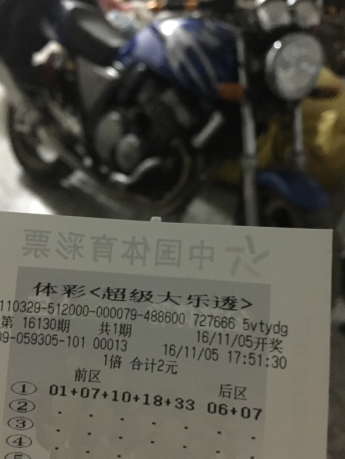 中国体育彩票
体彩<超级大乐透>
110329-512000-000079-488600 727666 5vtydg
第 16130期 共1期 16/11/05开奖
09-059305-101 00013 16/11/05 17:51:30
1倍 合计2元
前区 后区
① 01+07+10+18+33 06+07
②
③
④